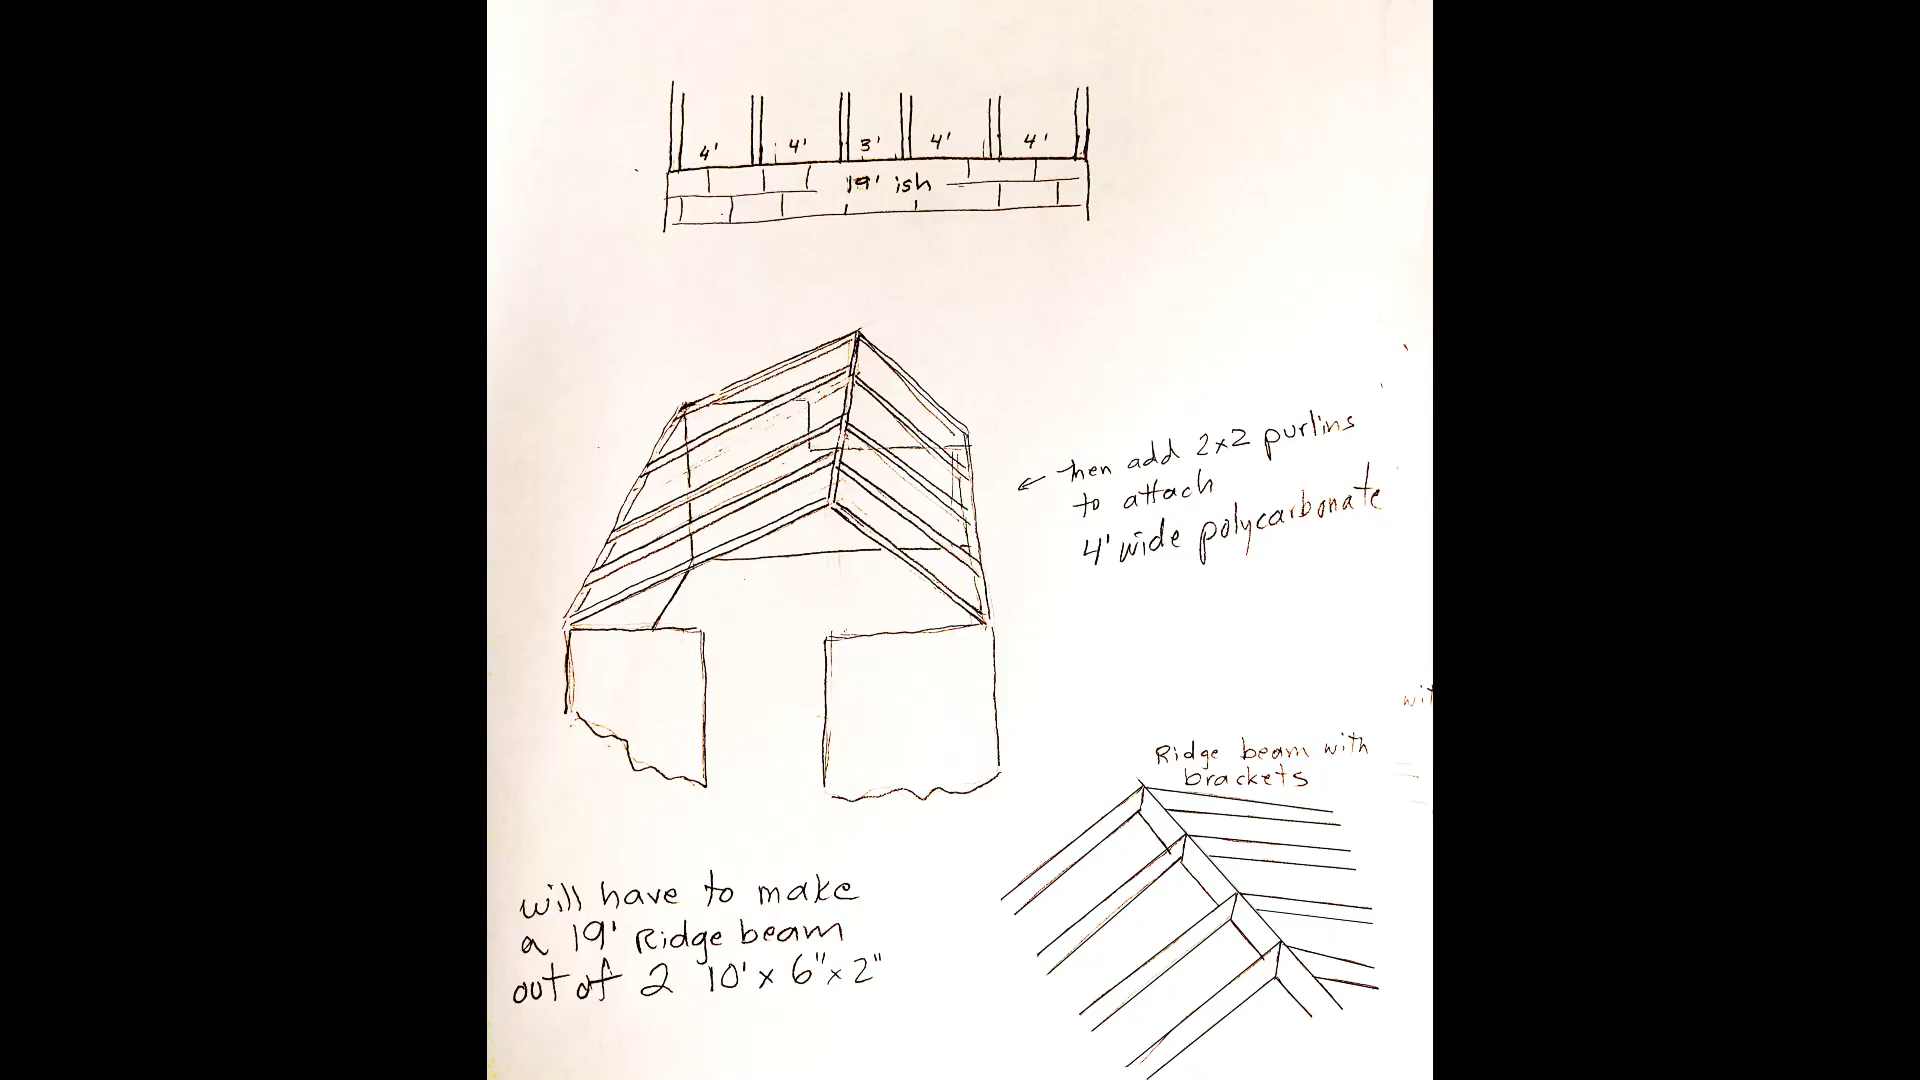 4' 4' 3' 4' 4'
19' ish
then add 2x2 purlins
to attach
4' wide polycarbonate
wit
Ridge beam with
brackets
will have to make
a 19' Ridge beam
out of 2 10' x 6" x 2"